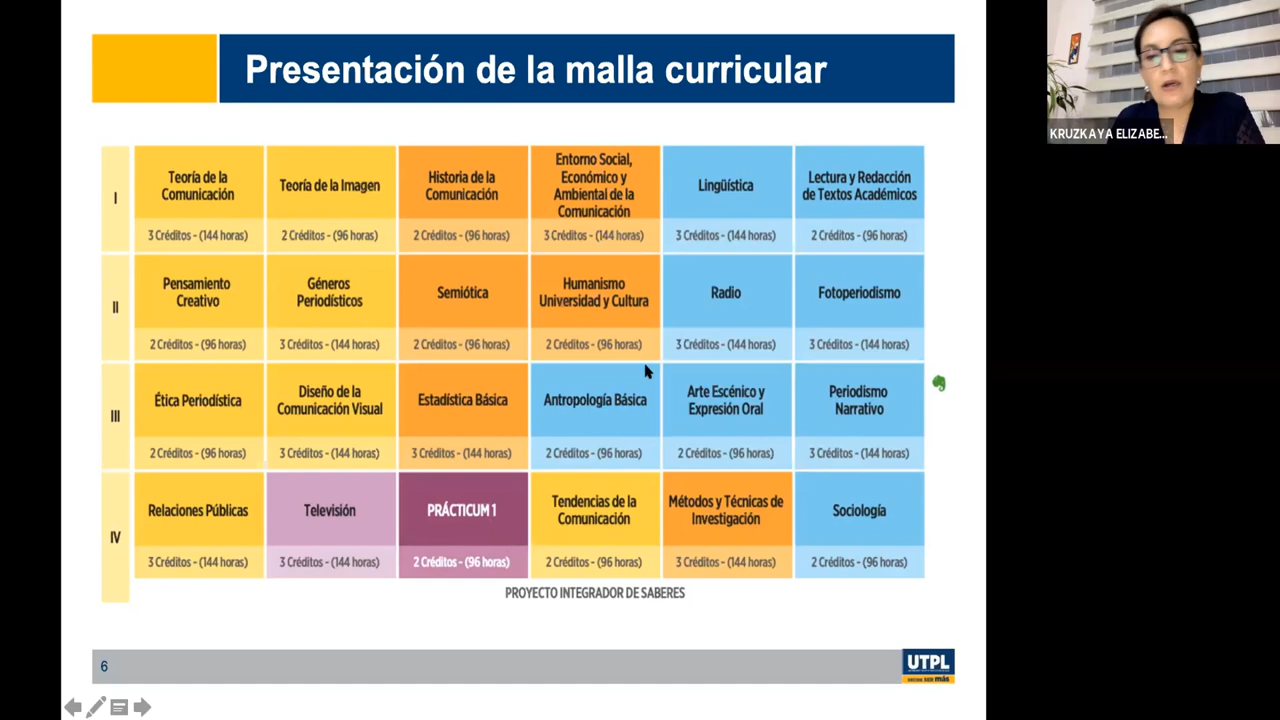 Presentación de la malla curricular
KRUZKAYA ELIZABE...
I
Teoría de la
Comunicación
3 Créditos - (144 horas)
Teoría de la Imagen
2 Créditos - (96 horas)
Historia de la
Comunicación
2 Créditos - (96 horas)
Entorno Social,
Económico y
Ambiental de la
Comunicación
3 Créditos - (144 horas)
Lingüística
3 Créditos - (144 horas)
Lectura y Redacción
de Textos Académicos
2 Créditos - (96 horas)
II
Pensamiento
Creativo
2 Créditos - (96 horas)
Géneros
Periodísticos
3 Créditos - (144 horas)
Semiótica
2 Créditos - (96 horas)
Humanismo
Universidad y Cultura
2 Créditos - (96 horas)
Radio
3 Créditos - (144 horas)
Fotoperiodismo
3 Créditos - (144 horas)
III
Ética Periodística
2 Créditos - (96 horas)
Diseño de la
Comunicación Visual
3 Créditos - (144 horas)
Estadística Básica
3 Créditos - (144 horas)
Antropología Básica
2 Créditos - (96 horas)
Arte Escénico y
Expresión Oral
2 Créditos - (96 horas)
Periodismo
Narrativo
3 Créditos - (144 horas)
IV
Relaciones Públicas
3 Créditos - (144 horas)
Televisión
3 Créditos - (144 horas)
PRÁCTICUM 1
2 Créditos - (96 horas)
Tendencias de la
Comunicación
2 Créditos - (96 horas)
Métodos y Técnicas de
Investigación
3 Créditos - (144 horas)
Sociología
2 Créditos - (96 horas)
PROYECTO INTEGRADOR DE SABERES
6
UTPL